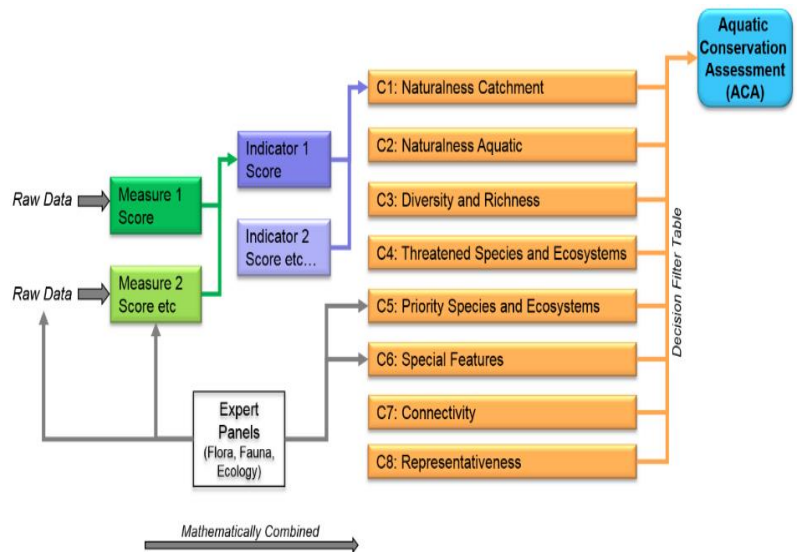 Aquatic
Conservation
Assessment
(ACA)
C1: Naturalness Catchment
C2: Naturalness Aquatic
C3: Diversity and Richness
C4: Threatened Species and Ecosystems
C5: Priority Species and Ecosystems
C6: Special Features
C7: Connectivity
C8: Representativeness
Decision Filter Table
Indicator 1
Score
Indicator 2
Score etc...
Raw Data
Measure 1
Score
Raw Data
Measure 2
Score etc
Expert
Panels
(Flora, Fauna,
Ecology)
Mathematically Combined